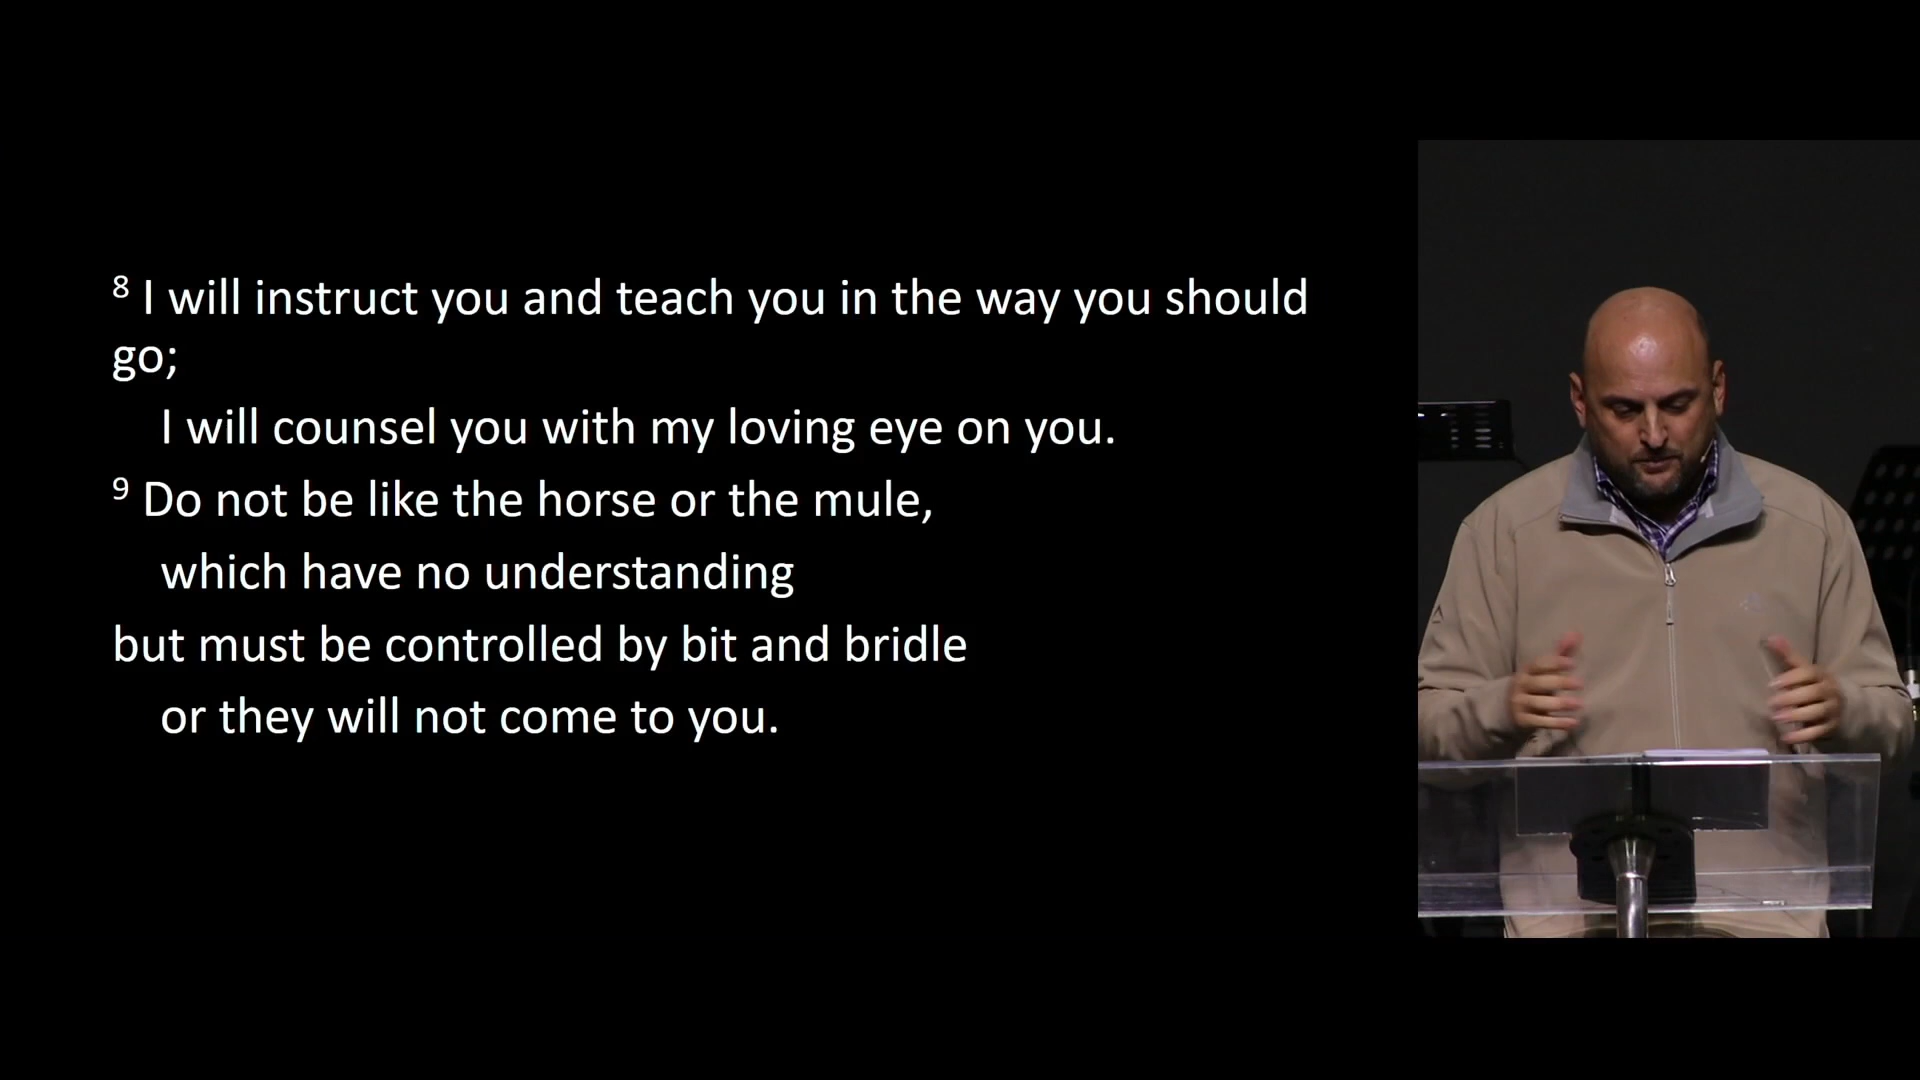 8 I will instruct you and teach you in the way you should
go;
I will counsel you with my loving eye on you.
9 Do not be like the horse or the mule,
which have no understanding
but must be controlled by bit and bridle
or they will not come to you.